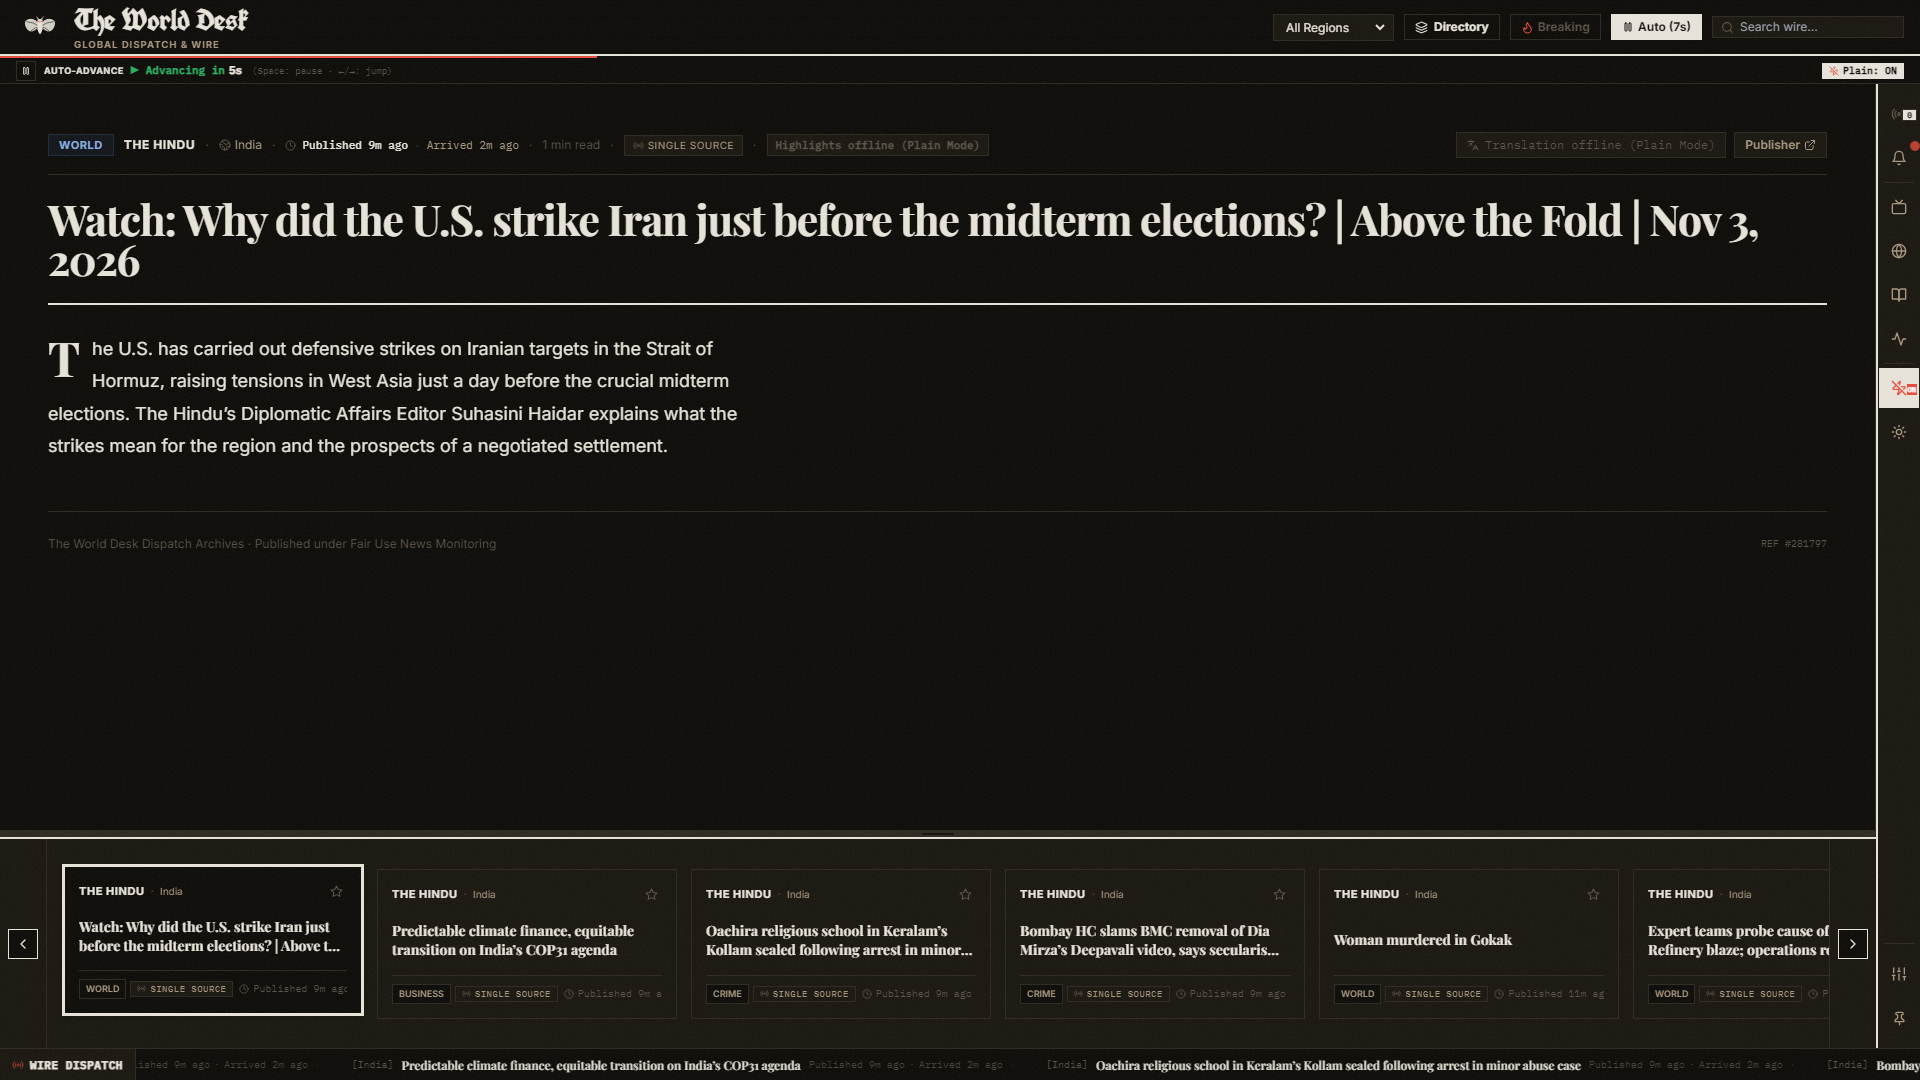 The World Desk
GLOBAL DISPATCH & WIRE
All Regions
Directory
Breaking
Auto (7s)
Search wire...
AUTO-ADVANCE ▶ Advancing in 5s (Space: pause · ←/→: jump)
Plain: ON
0
WORLD THE HINDU · India · Published 9m ago · Arrived 2m ago · 1 min read · SINGLE SOURCE · Highlights offline (Plain Mode)
Translation offline (Plain Mode)
Publisher
Watch: Why did the U.S. strike Iran just before the midterm elections? | Above the Fold | Nov 3,
2026
The U.S. has carried out defensive strikes on Iranian targets in the Strait of
Hormuz, raising tensions in West Asia just a day before the crucial midterm
elections. The Hindu’s Diplomatic Affairs Editor Suhasini Haidar explains what the
strikes mean for the region and the prospects of a negotiated settlement.
The World Desk Dispatch Archives · Published under Fair Use News Monitoring
REF #281797
THE HINDU · India
Watch: Why did the U.S. strike Iran just
before the midterm elections? | Above t...
WORLD SINGLE SOURCE Published 9m ago
THE HINDU · India
Predictable climate finance, equitable
transition on India’s COP31 agenda
BUSINESS SINGLE SOURCE Published 9m a
THE HINDU · India
Oachira religious school in Keralam’s
Kollam sealed following arrest in minor...
CRIME SINGLE SOURCE Published 9m ago
THE HINDU · India
Bombay HC slams BMC removal of Dia
Mirza’s Deepavali video, says secularis...
CRIME SINGLE SOURCE Published 9m ago
THE HINDU · India
Woman murdered in Gokak
WORLD SINGLE SOURCE Published 11m ag
THE HINDU · India
Expert teams probe cause of
Refinery blaze; operations re
WORLD SINGLE SOURCE P
WIRE DISPATCH
ished 9m ago · Arrived 2m ago · [India] Predictable climate finance, equitable transition on India’s COP31 agenda Published 9m ago · Arrived 2m ago · [India] Oachira religious school in Keralam’s Kollam sealed following arrest in minor abuse case Published 9m ago · Arrived 2m ago · [India] Bombay